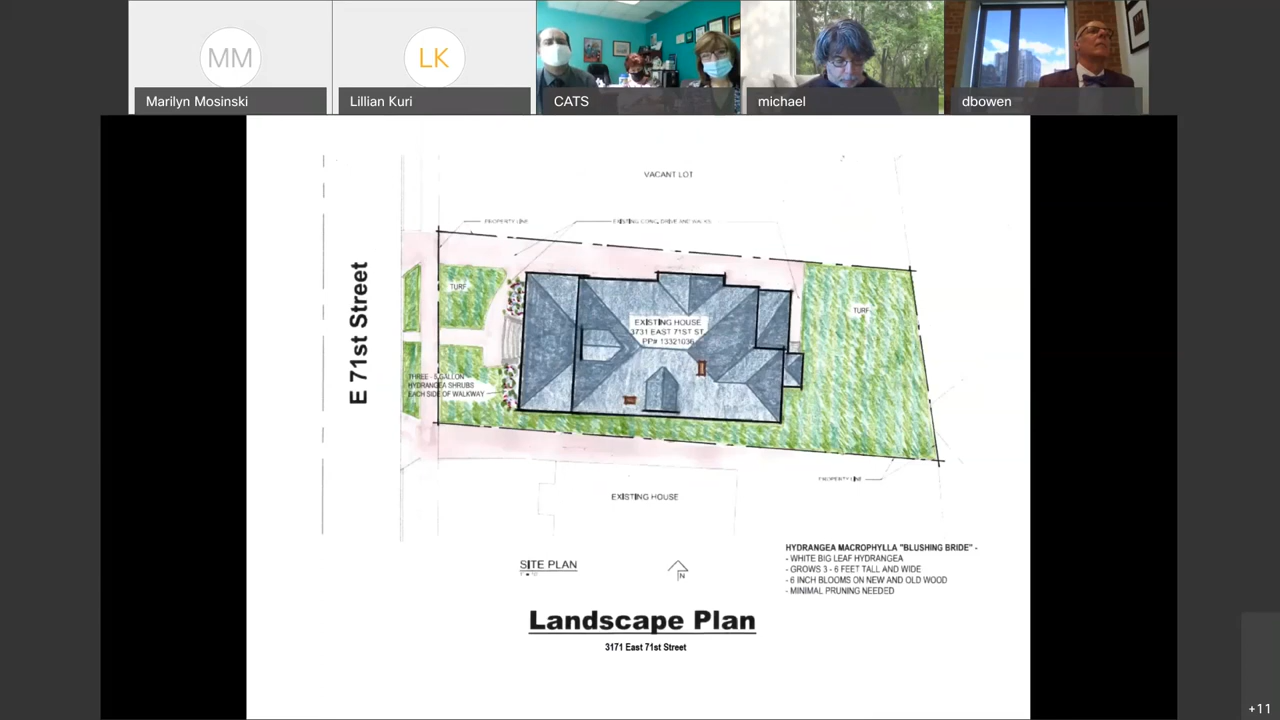 MM
LK
Marilyn Mosinski
Lillian Kuri
CATS
michael
dbowen
VACANT LOT
PROPERTY LINE
EXISTING CONC. DRIVE AND WALKS
E 71st Street
TURF
TURF
EXISTING HOUSE
3731 EAST 71ST ST.
PP# 13321036
THREE - 5 GALLON
HYDRANGEA SHRUBS
EACH SIDE OF WALKWAY
PROPERTY LINE
EXISTING HOUSE
SITE PLAN
N
HYDRANGEA MACROPHYLLA "BLUSHING BRIDE" -
- WHITE BIG LEAF HYDRANGEA
- GROWS 3 - 6 FEET TALL AND WIDE
- 6 INCH BLOOMS ON NEW AND OLD WOOD
- MINIMAL PRUNING NEEDED
Landscape Plan
3171 East 71st Street
+11